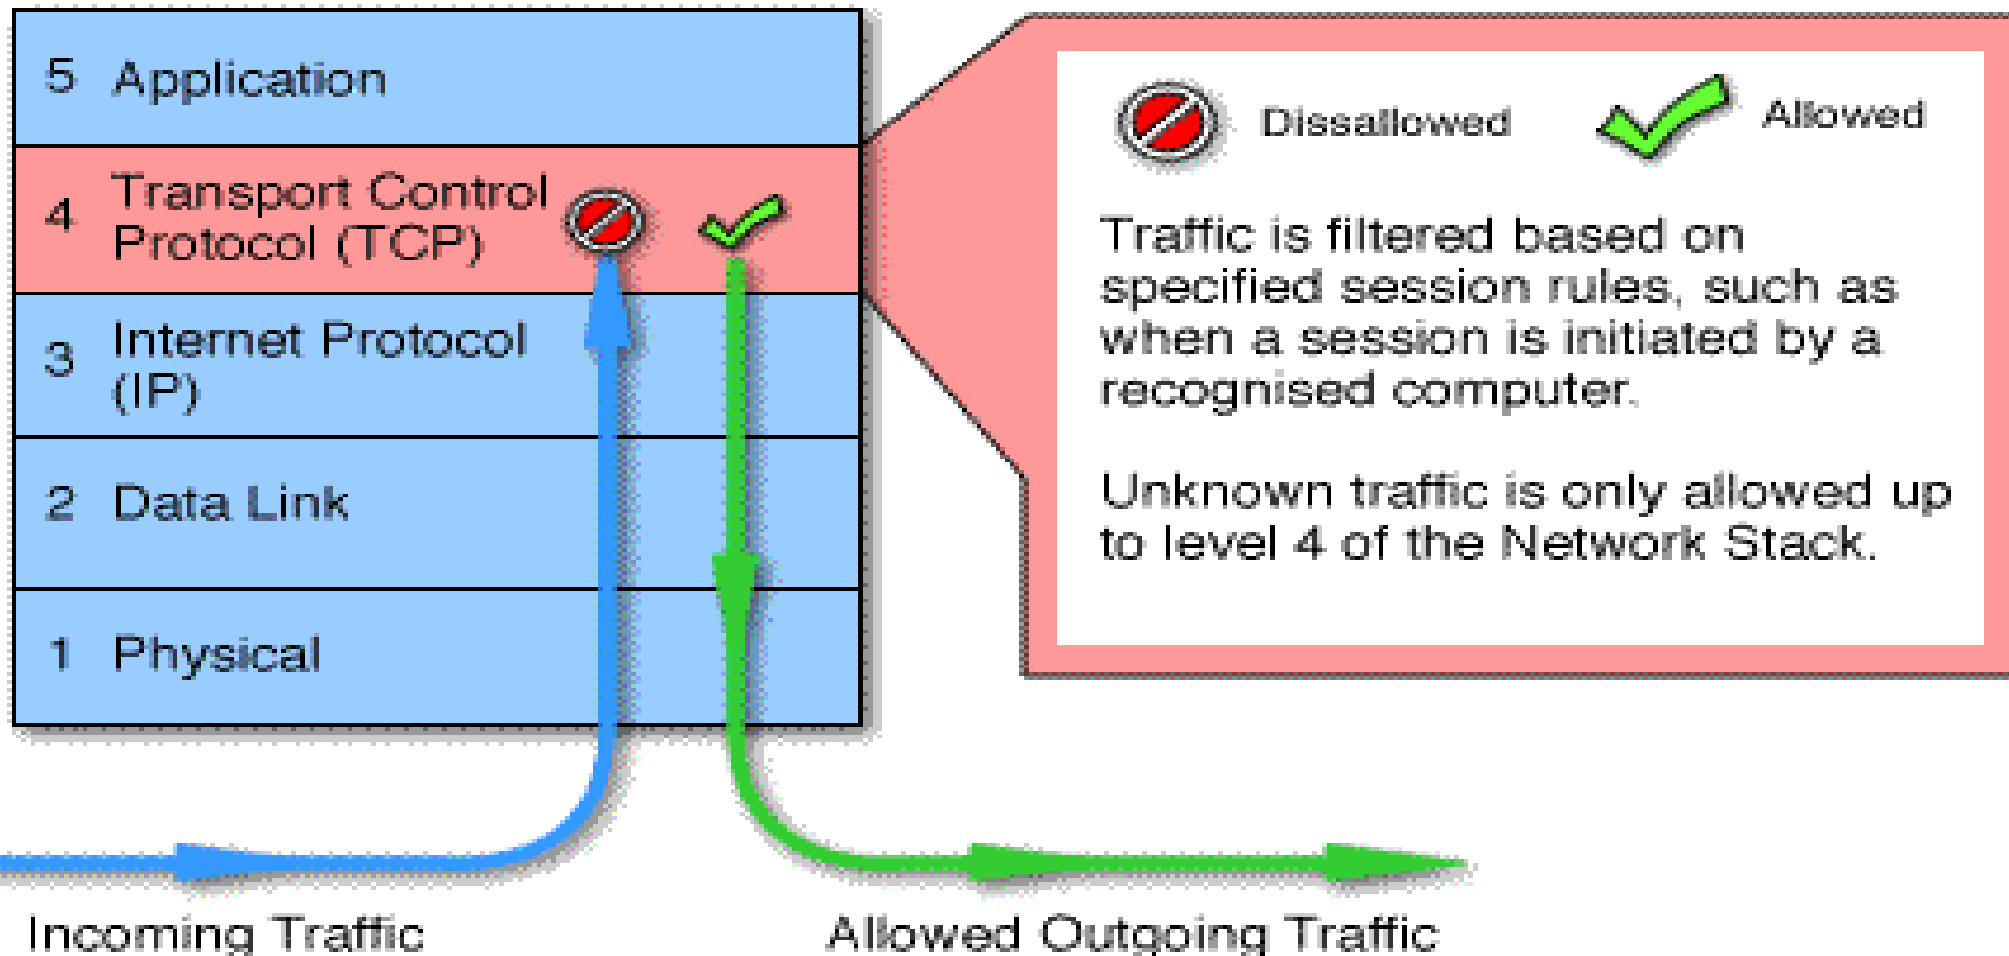 5 Application
4 Transport Control
Protocol (TCP)
3 Internet Protocol
(IP)
2 Data Link
1 Physical
Incoming Traffic
Allowed Outgoing Traffic
Dissallowed
Allowed
Traffic is filtered based on
specified session rules, such as
when a session is initiated by a
recognised computer.
Unknown traffic is only allowed up
to level 4 of the Network Stack.